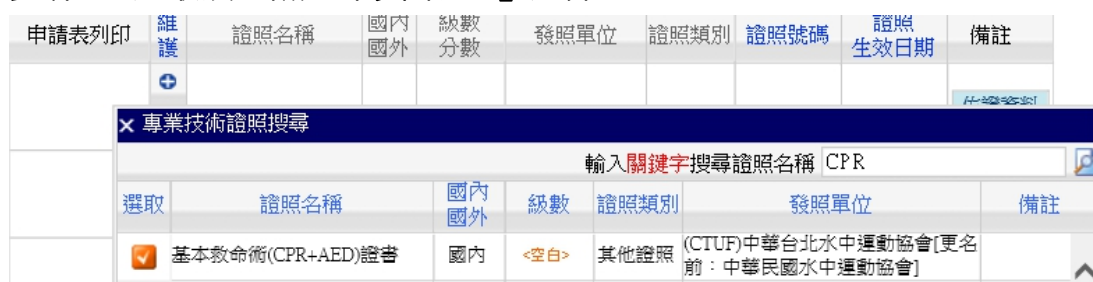 申請表列印 維護 證照名稱 國內國外 級數分數 發照單位 證照類別 證照號碼 證照生效日期 備註
× 專業技術證照搜尋
輸入關鍵字搜尋證照名稱 CPR
選取 證照名稱 國內國外 級數 證照類別 發照單位 備註
基本救命術(CPR+AED)證書 國內 <空白> 其他證照 (CTUF)中華台北水中運動協會[更名
前：中華民國水中運動協會]